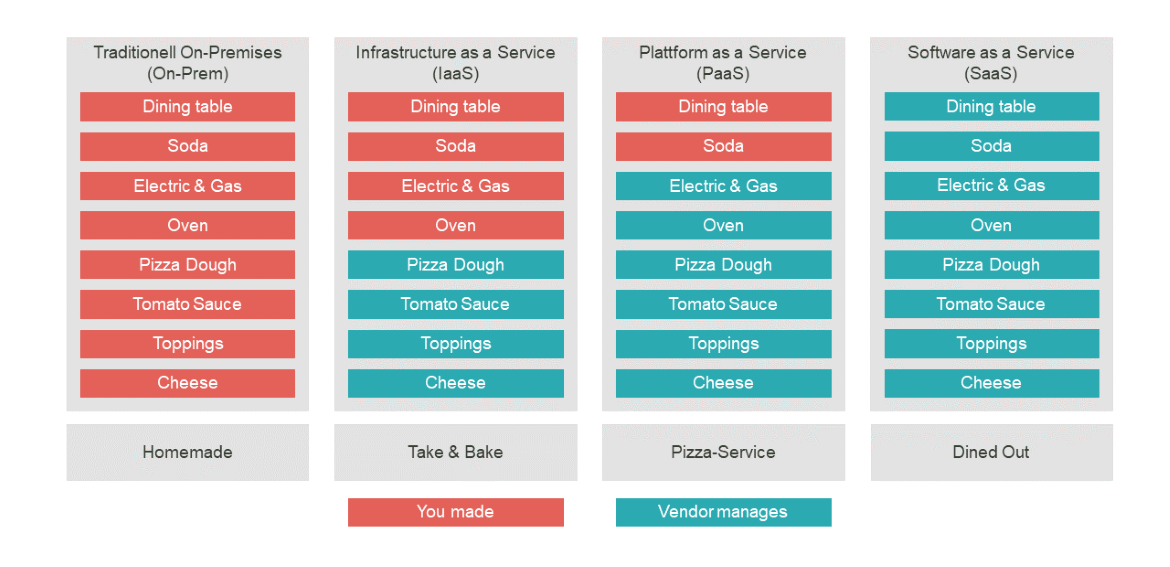 Traditionell On-Premises
(On-Prem)
Dining table
Soda
Electric & Gas
Oven
Pizza Dough
Tomato Sauce
Toppings
Cheese
Homemade
Infrastructure as a Service
(IaaS)
Dining table
Soda
Electric & Gas
Oven
Pizza Dough
Tomato Sauce
Toppings
Cheese
Take & Bake
Plattform as a Service
(PaaS)
Dining table
Soda
Electric & Gas
Oven
Pizza Dough
Tomato Sauce
Toppings
Cheese
Pizza-Service
Software as a Service
(SaaS)
Dining table
Soda
Electric & Gas
Oven
Pizza Dough
Tomato Sauce
Toppings
Cheese
Dined Out
You made
Vendor manages